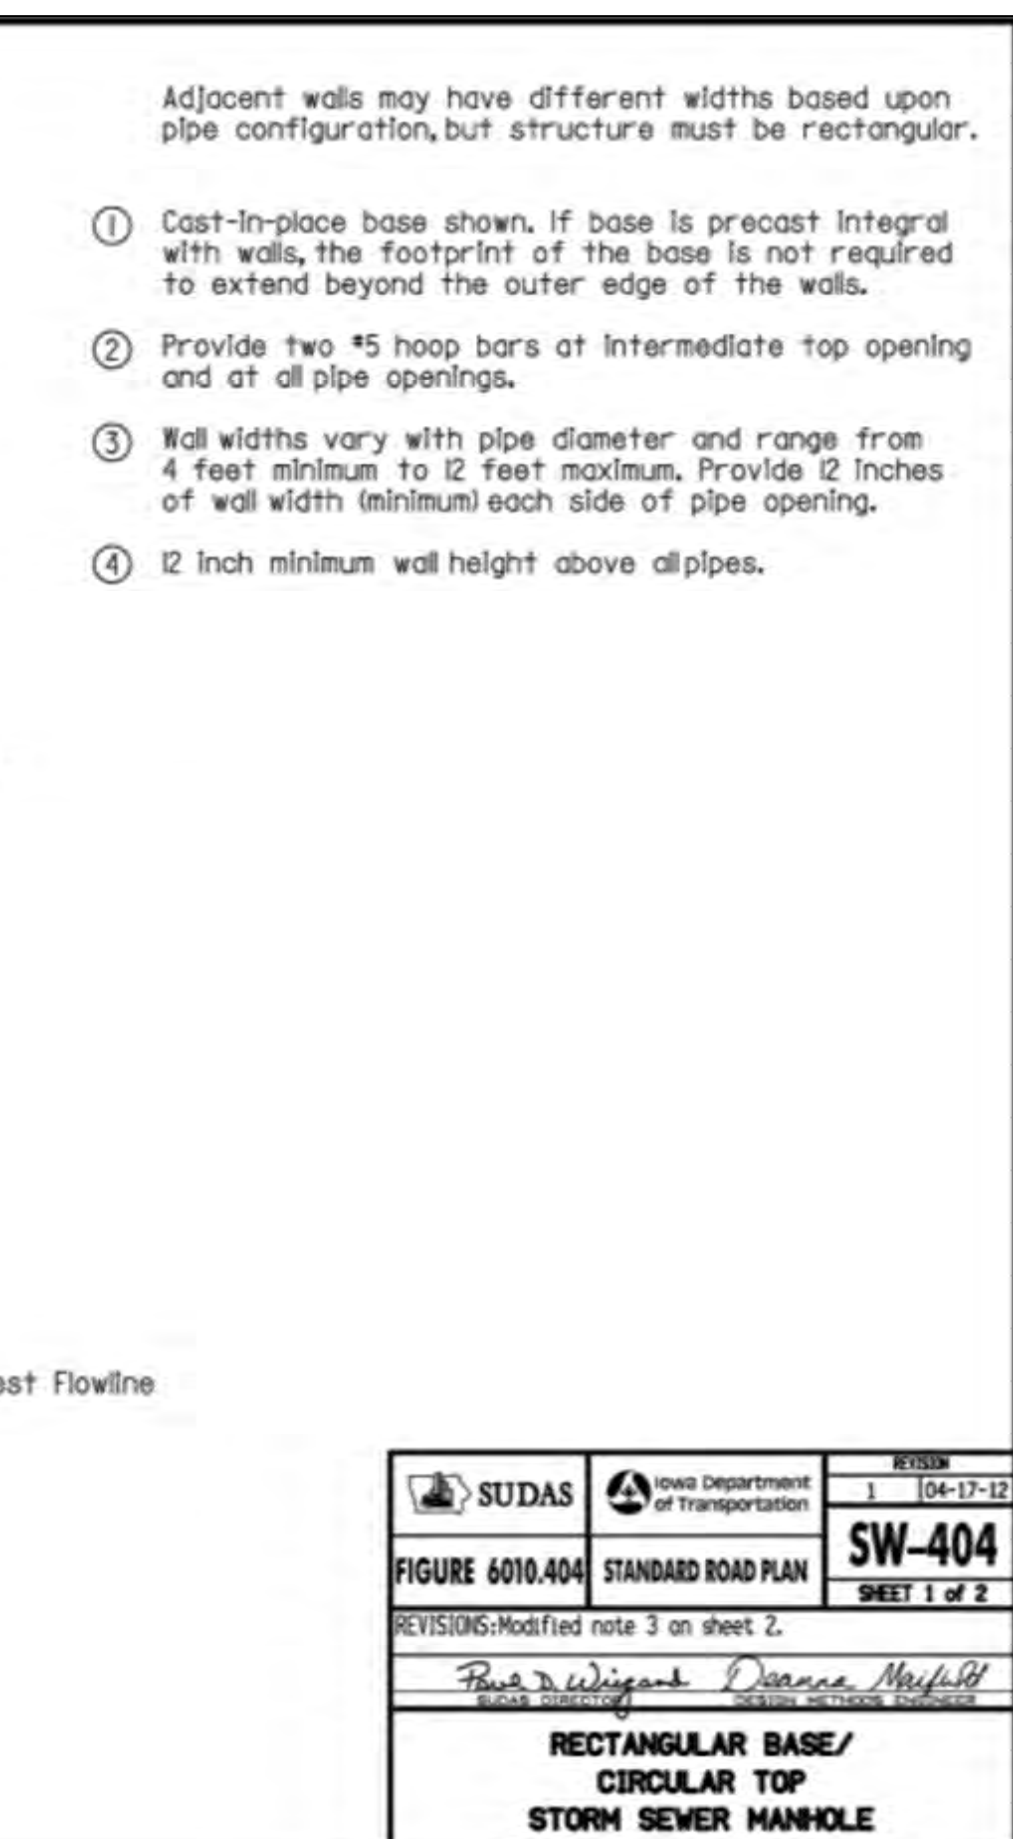 Adjacent walls may have different widths based upon
pipe configuration, but structure must be rectangular.
① Cast-in-place base shown. If base is precast integral
with walls, the footprint of the base is not required
to extend beyond the outer edge of the walls.
② Provide two #5 hoop bars at intermediate top opening
and at all pipe openings.
③ Wall widths vary with pipe diameter and range from
4 feet minimum to 12 feet maximum. Provide 12 inches
of wall width (minimum) each side of pipe opening.
④ 12 inch minimum wall height above all pipes.
est Flowline
SUDAS
Iowa Department
of Transportation
REVISION
1 04-17-12
FIGURE 6010.404
STANDARD ROAD PLAN
SW-404
SHEET 1 of 2
REVISIONS: Modified note 3 on sheet 2.
Paul D. Wiegand Deanna Maifield
SUDAS DIRECTOR DESIGN METHODS ENGINEER
RECTANGULAR BASE/
CIRCULAR TOP
STORM SEWER MANHOLE